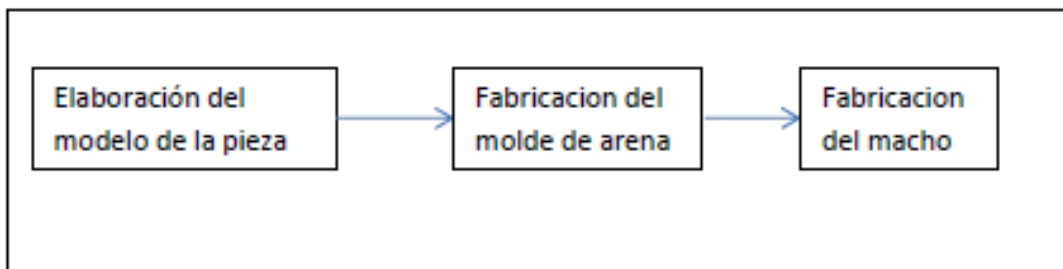 Elaboración del
modelo de la pieza
Fabricacion del
molde de arena
Fabricacion
del macho